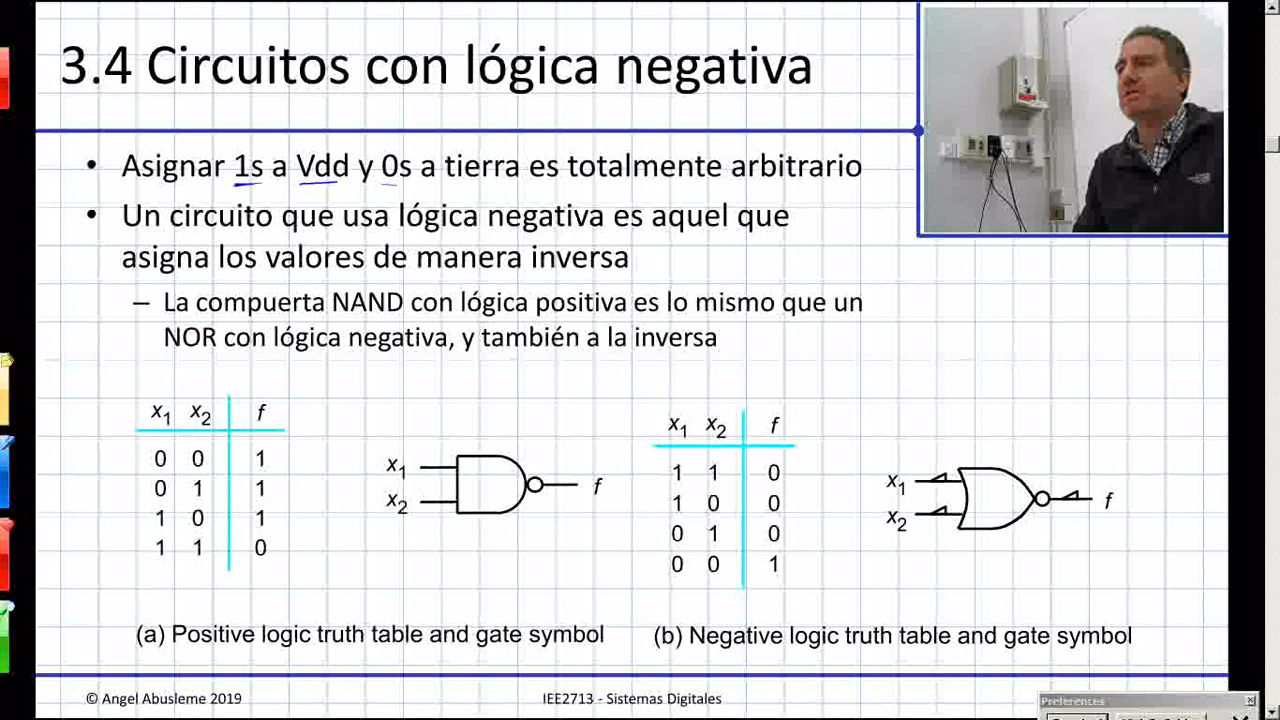 3.4 Circuitos con lógica negativa
• Asignar 1s a Vdd y 0s a tierra es totalmente arbitrario
• Un circuito que usa lógica negativa es aquel que
asigna los valores de manera inversa
– La compuerta NAND con lógica positiva es lo mismo que un
NOR con lógica negativa, y también a la inversa
x1 x2 f
0 0 1
0 1 1
1 0 1
1 1 0
x1
x2
f
(a) Positive logic truth table and gate symbol
x1 x2 f
1 1 0
1 0 0
0 1 0
0 0 1
x1
x2
f
(b) Negative logic truth table and gate symbol
© Angel Abusleme 2019
IEE2713 - Sistemas Digitales
Preferences